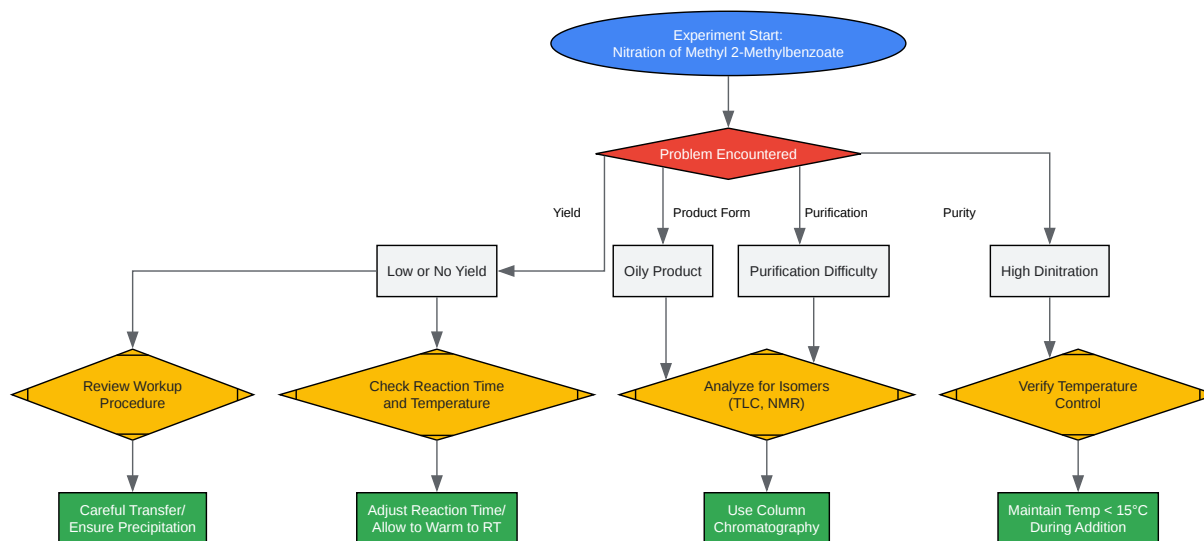 Experiment Start:
Nitration of Methyl 2-Methylbenzoate
Problem Encountered
Yield
Product Form
Purification
Purity
Low or No Yield
Oily Product
Purification Difficulty
High Dinitration
Review Workup
Procedure
Check Reaction Time
and Temperature
Analyze for Isomers
(TLC, NMR)
Verify Temperature
Control
Careful Transfer/
Ensure Precipitation
Adjust Reaction Time/
Allow to Warm to RT
Use Column
Chromatography
Maintain Temp < 15°C
During Addition